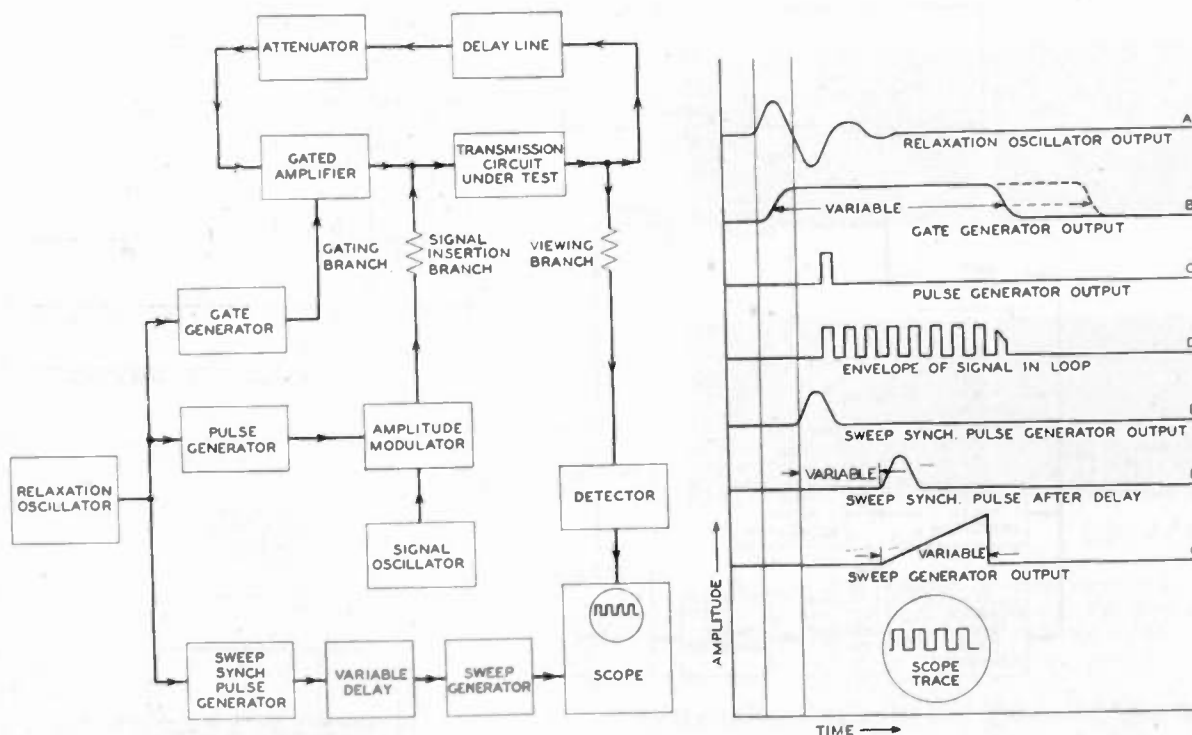 ATTENUATOR
DELAY LINE
GATED
AMPLIFIER
TRANSMISSION
CIRCUIT
UNDER TEST
GATING
BRANCH
SIGNAL
INSERTION
BRANCH
VIEWING
BRANCH
GATE
GENERATOR
PULSE
GENERATOR
AMPLITUDE
MODULATOR
RELAXATION
OSCILLATOR
SIGNAL
OSCILLATOR
DETECTOR
SWEEP
SYNCH
PULSE
GENERATOR
VARIABLE
DELAY
SWEEP
GENERATOR
SCOPE
A
RELAXATION OSCILLATOR OUTPUT
B
VARIABLE
GATE GENERATOR OUTPUT
PULSE GENERATOR OUTPUT
ENVELOPE OF SIGNAL IN LOOP
SWEEP SYNCH. PULSE GENERATOR OUTPUT
VARIABLE
SWEEP SYNCH. PULSE AFTER DELAY
VARIABLE
SWEEP GENERATOR OUTPUT
SCOPE
TRACE
AMPLITUDE
TIME